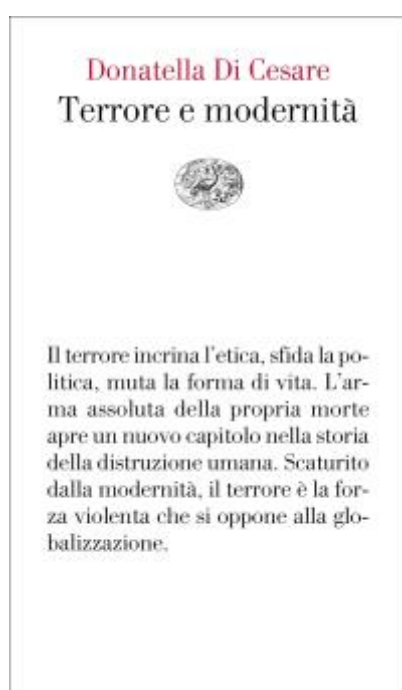 Donatella Di Cesare
Terrore e modernità
Il terrore incrina l'etica, sfida la po-
litica, muta la forma di vita. L'ar-
ma assoluta della propria morte
apre un nuovo capitolo nella storia
della distruzione umana. Scaturito
dalla modernità, il terrore è la for-
za violenta che si oppone alla glo-
balizzazione.